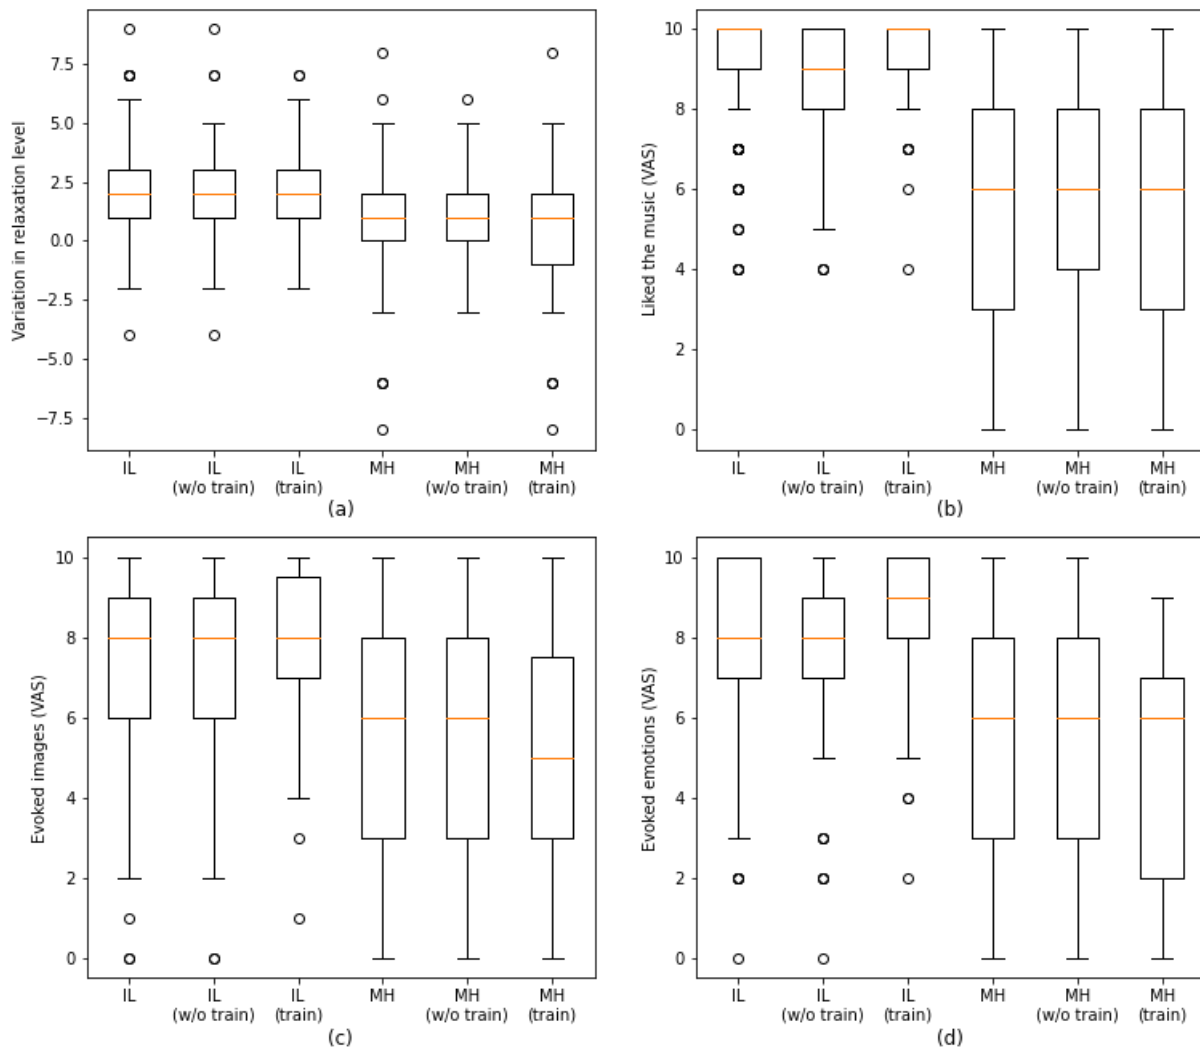 Variation in relaxation level
7.5
5.0
2.5
0.0
−2.5
−5.0
−7.5
IL
IL
(w/o train)
IL
(train)
MH
MH
(w/o train)
MH
(train)
(a)
Liked the music (VAS)
10
8
6
4
2
0
IL
IL
(w/o train)
IL
(train)
MH
MH
(w/o train)
MH
(train)
(b)
Evoked images (VAS)
10
8
6
4
2
0
IL
IL
(w/o train)
IL
(train)
MH
MH
(w/o train)
MH
(train)
(c)
Evoked emotions (VAS)
10
8
6
4
2
0
IL
IL
(w/o train)
IL
(train)
MH
MH
(w/o train)
MH
(train)
(d)